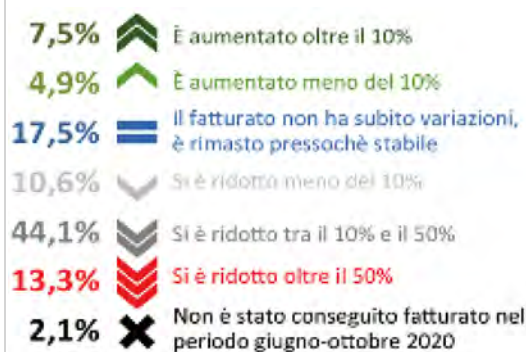 7,5% È aumentato oltre il 10%
4,9% È aumentato meno del 10%
17,5% Il fatturato non ha subito variazioni,
è rimasto pressochè stabile
10,6% Si è ridotto meno del 10%
44,1% Si è ridotto tra il 10% e il 50%
13,3% Si è ridotto oltre il 50%
2,1% Non è stato conseguito fatturato nel
periodo giugno-ottobre 2020